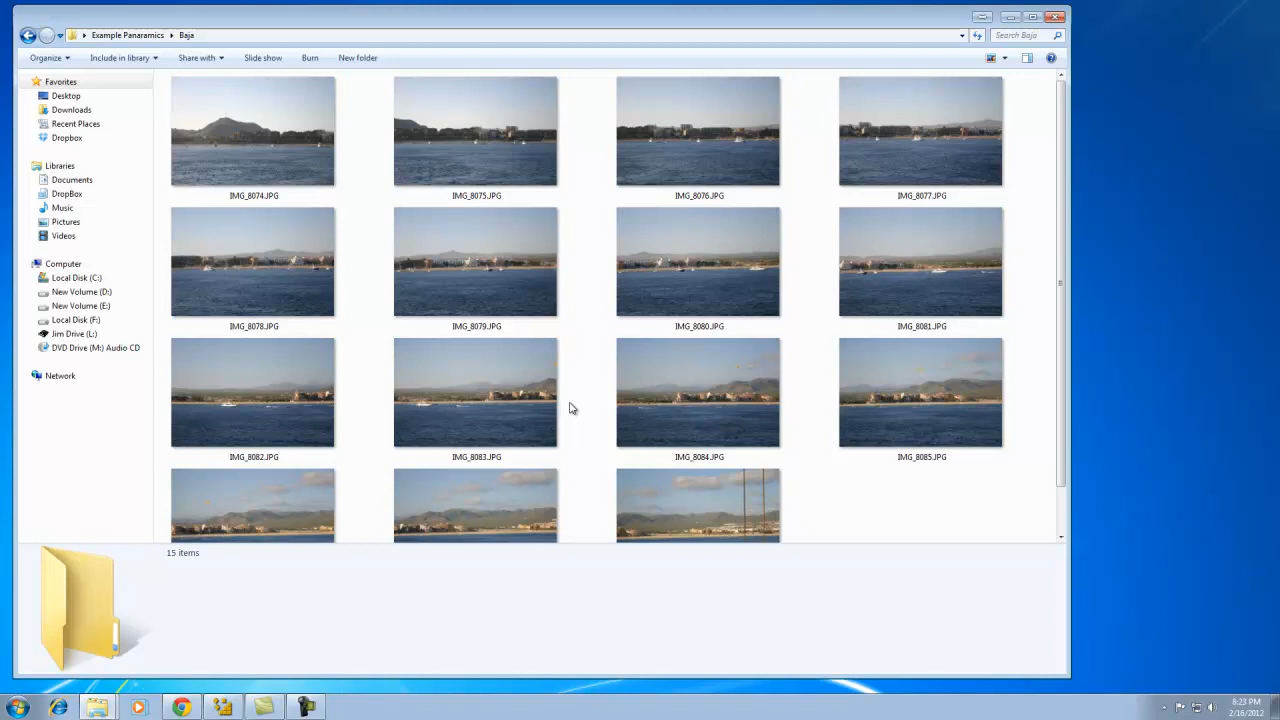 Example Panaramics Baja Search Baja
Organize Include in library Share with Slide show Burn New folder
Favorites
Desktop
Downloads
Recent Places
Dropbox
Libraries
Documents
DropBox
Music
Pictures
Videos
Computer
Local Disk (C:)
New Volume (D:)
New Volume (E:)
Local Disk (F:)
Jim Drive (L:)
DVD Drive (M:) Audio CD
Network
IMG_8074.JPG IMG_8075.JPG IMG_8076.JPG IMG_8077.JPG
IMG_8078.JPG IMG_8079.JPG IMG_8080.JPG IMG_8081.JPG
IMG_8082.JPG IMG_8083.JPG IMG_8084.JPG IMG_8085.JPG
15 items
8:23 PM
2/16/2012